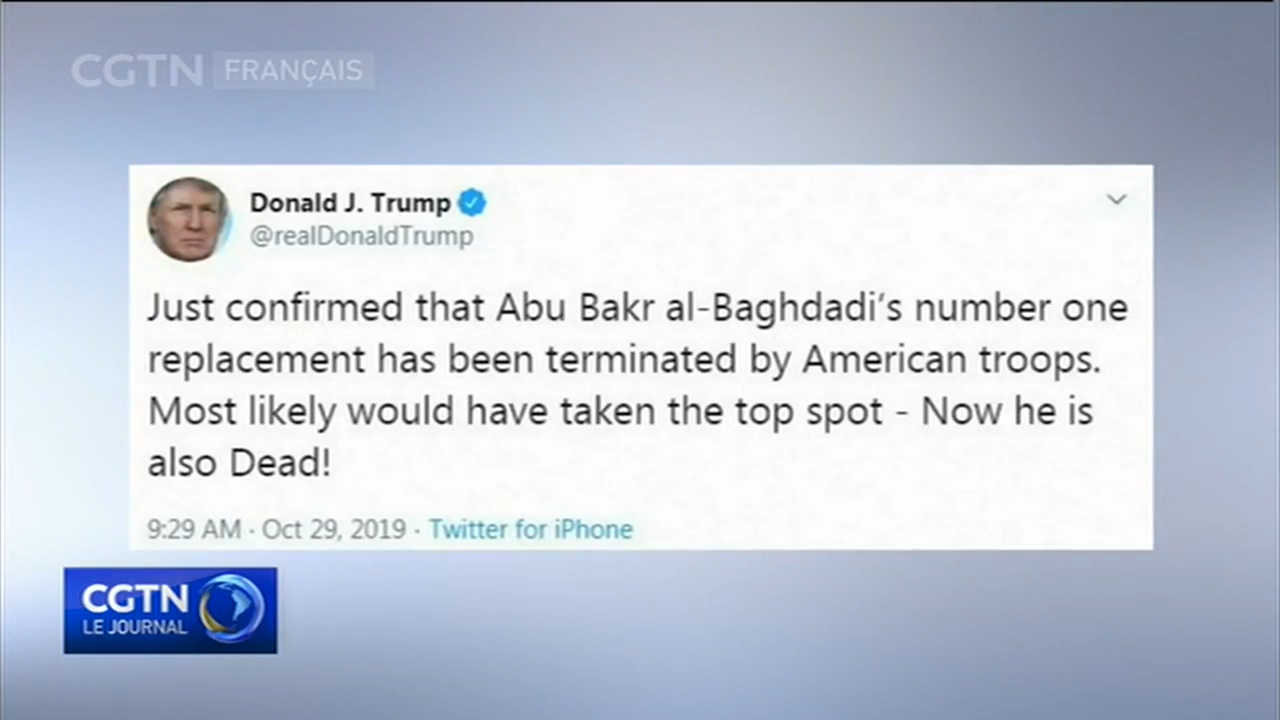 CGTN FRANÇAIS
Donald J. Trump
@realDonaldTrump
Just confirmed that Abu Bakr al-Baghdadi’s number one
replacement has been terminated by American troops.
Most likely would have taken the top spot - Now he is
also Dead!
9:29 AM · Oct 29, 2019 · Twitter for iPhone
CGTN
LE JOURNAL